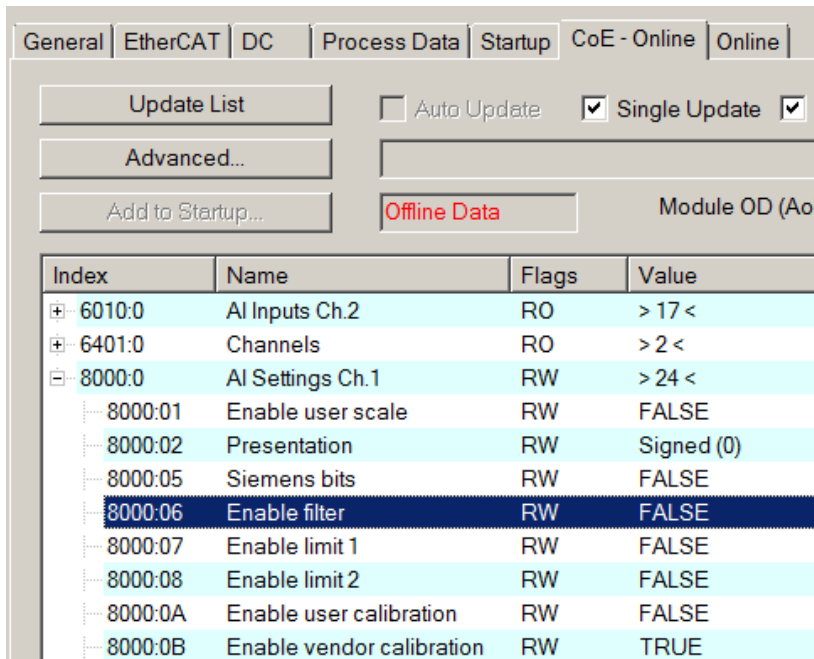 General EtherCAT DC Process Data Startup CoE - Online Online
Update List Auto Update Single Update
Advanced...
Add to Startup... Offline Data Module OD (Ao
Index Name Flags Value
6010:0 AI Inputs Ch.2 RO > 17 <
6401:0 Channels RO > 2 <
8000:0 AI Settings Ch.1 RW > 24 <
8000:01 Enable user scale RW FALSE
8000:02 Presentation RW Signed (0)
8000:05 Siemens bits RW FALSE
8000:06 Enable filter RW FALSE
8000:07 Enable limit 1 RW FALSE
8000:08 Enable limit 2 RW FALSE
8000:0A Enable user calibration RW FALSE
8000:0B Enable vendor calibration RW TRUE